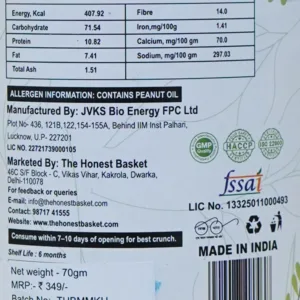 Energy, Kcal 407.92
Carbohydrate 71.54
Protein 10.82
Fat 7.41
Total Ash 1.51
Fibre 14.0
Iron,mg/100g 1.41
Calcium, mg/100 gm 70.0
Sodium, mg/100 gm 297.03
ALLERGEN INFORMATION: CONTAINS PEANUT OIL
Manufactured By: JVKS Bio Energy FPC Ltd
Plot No- 436, 121B,122,154-155A, Behind IIM Inst Palhari,
Lucknow, U.P- 227201
LIC No. 22721739000105
Marketed By: The Honest Basket
46C S/F Block - C, Vikas Vihar, Kakrola, Dwarka,
Delhi-110078
For feedback or queries
E-mail: info@thehonestbasket.com
Contact: 98717 41555
Web: www.thehonestbasket.com
GMP
Quality
HACCP
ISO 22000
fssai
LIC No. 13325011000493
MADE IN INDIA
Consume within 7–10 days of opening for best crunch.
Shelf Life : 6 months
Net weight - 70gm
MRP:- ₹ 349/-